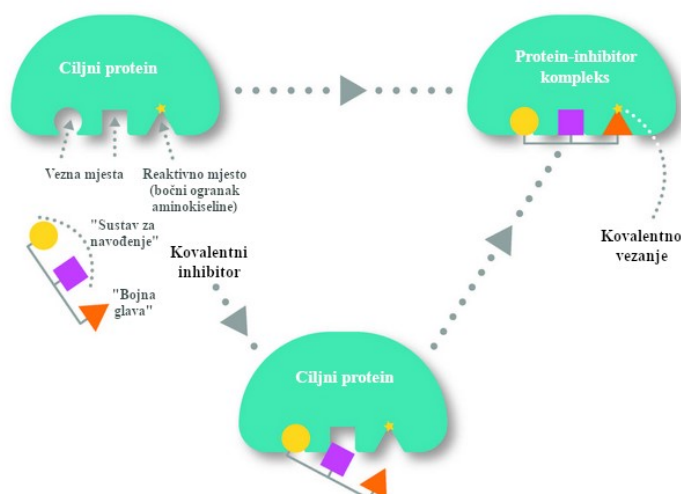 Ciljni protein
Protein-inhibitor
kompleks
Vezna mjesta
Reaktivno mjesto
(bočni ogranak
aminokiseline)
"Sustav za
navođenje"
Kovalentni
inhibitor
"Bojna
glava"
Kovalentno
vezanje
Ciljni protein